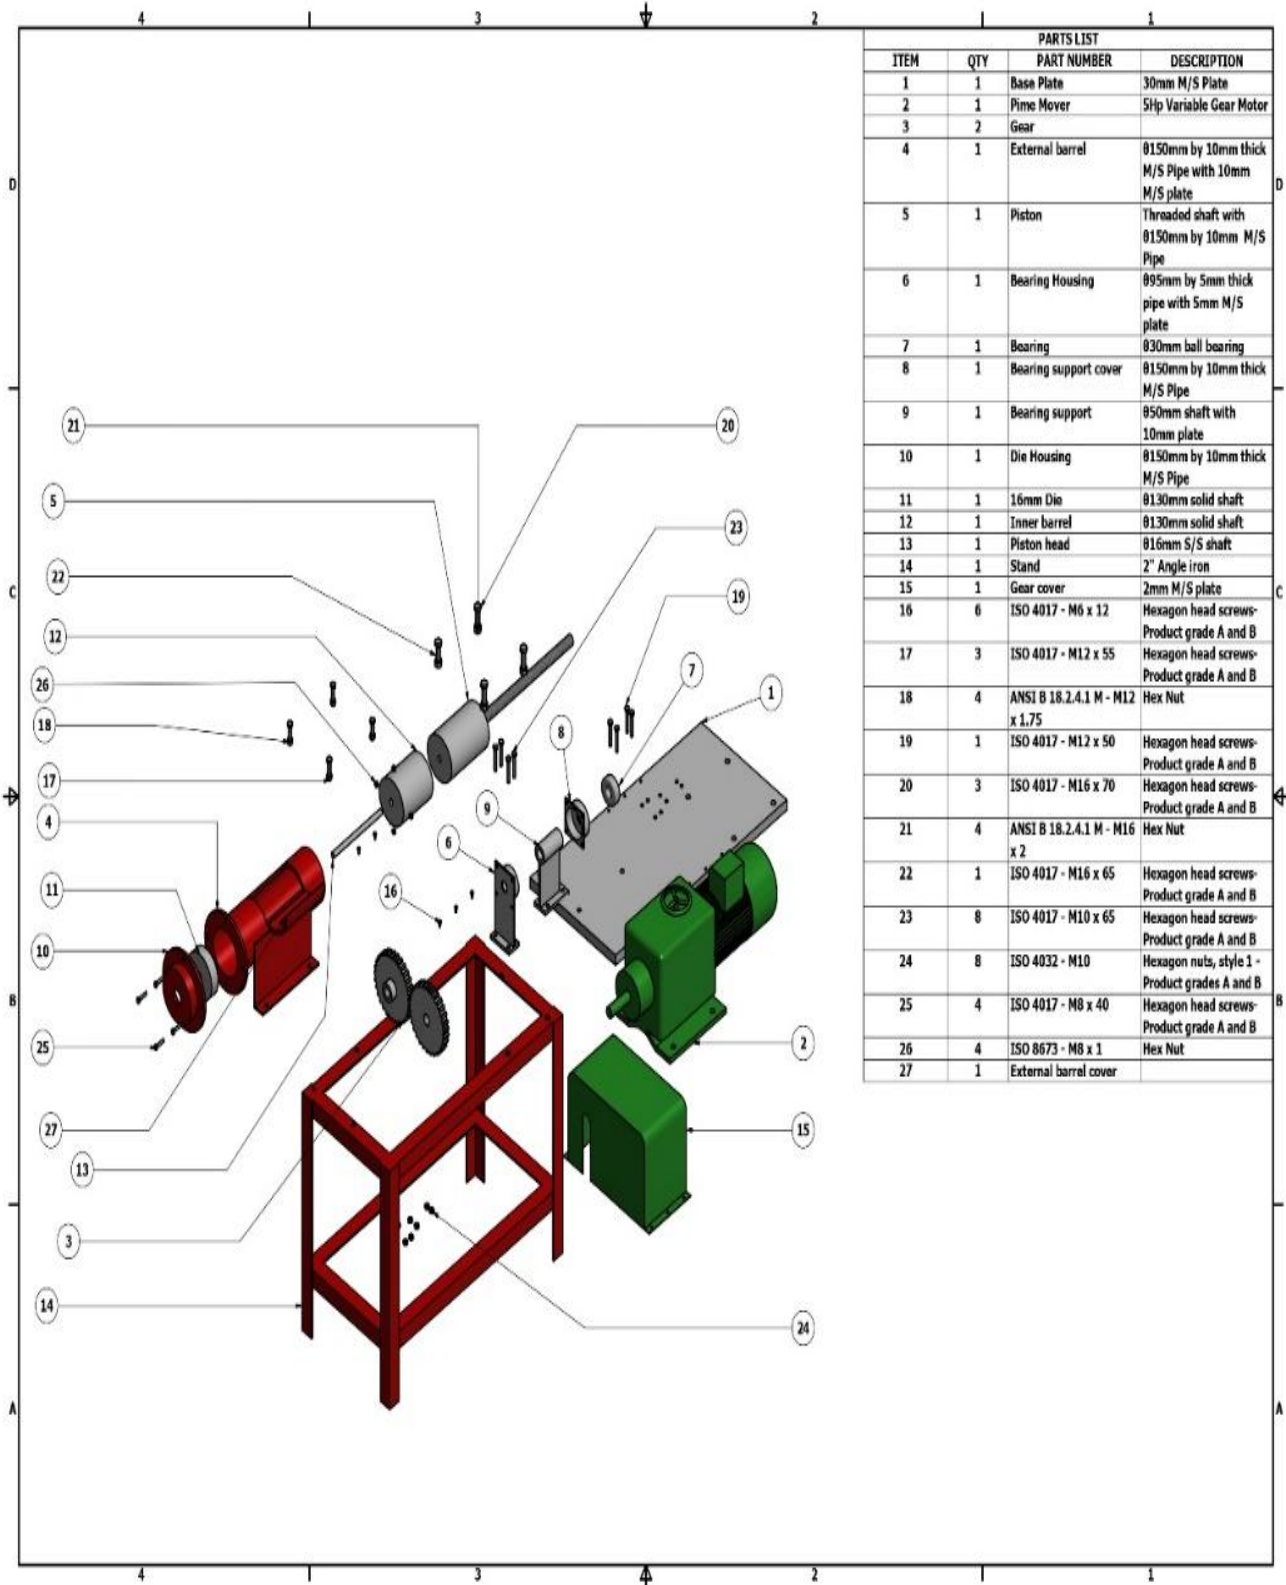 4 3 2 1
PARTS LIST
ITEM QTY PART NUMBER DESCRIPTION
1 1 Base Plate 30mm M/S Plate
2 1 Pime Mover 5Hp Variable Gear Motor
3 2 Gear
4 1 External barrel θ150mm by 10mm thick
M/S Pipe with 10mm
M/S plate
5 1 Piston Threaded shaft with
θ150mm by 10mm M/S
Pipe
6 1 Bearing Housing θ95mm by 5mm thick
pipe with 5mm M/S
plate
7 1 Bearing θ30mm ball bearing
8 1 Bearing support cover θ150mm by 10mm thick
M/S Pipe
9 1 Bearing support θ50mm shaft with
10mm plate
10 1 Die Housing θ150mm by 10mm thick
M/S Pipe
11 1 16mm Die θ130mm solid shaft
12 1 Inner barrel θ130mm solid shaft
13 1 Piston head θ16mm S/S shaft
14 1 Stand 2" Angle iron
15 1 Gear cover 2mm M/S plate
16 6 ISO 4017 - M6 x 12 Hexagon head screws-
Product grade A and B
17 3 ISO 4017 - M12 x 55 Hexagon head screws-
Product grade A and B
18 4 ANSI B 18.2.4.1 M - M12 Hex Nut
x 1.75
19 1 ISO 4017 - M12 x 50 Hexagon head screws-
Product grade A and B
20 3 ISO 4017 - M16 x 70 Hexagon head screws-
Product grade A and B
21 4 ANSI B 18.2.4.1 M - M16 Hex Nut
x 2
22 1 ISO 4017 - M16 x 65 Hexagon head screws-
Product grade A and B
23 8 ISO 4017 - M10 x 65 Hexagon head screws-
Product grade A and B
24 8 ISO 4032 - M10 Hexagon nuts, style 1 -
Product grades A and B
25 4 ISO 4017 - M8 x 40 Hexagon head screws-
Product grade A and B
26 4 ISO 8673 - M8 x 1 Hex Nut
27 1 External barrel cover
D D
21 20
5
23
22
C 19 C
12
7
26
1
18
8
17
9
4
6
11
16
10
B B
25
2
27
15
13
3
14
24
A A
4 3 2 1